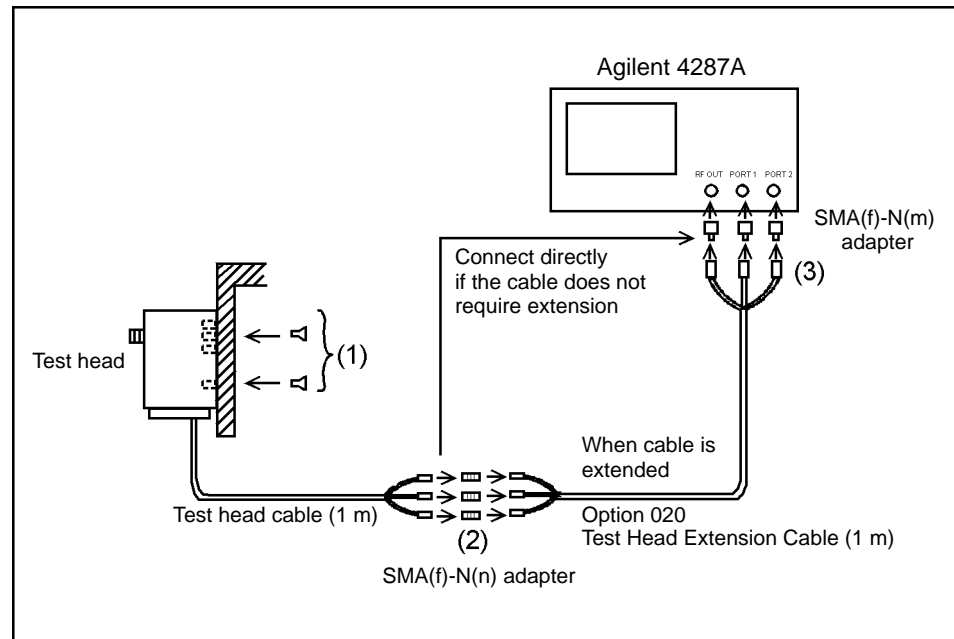 Agilent 4287A
RF OUT PORT 1 PORT 2
SMA(f)-N(m)
adapter
(3)
Connect directly
if the cable does not
require extension
Test head
(1)
When cable is
extended
Test head cable (1 m)
(2)
SMA(f)-N(n) adapter
Option 020
Test Head Extension Cable (1 m)